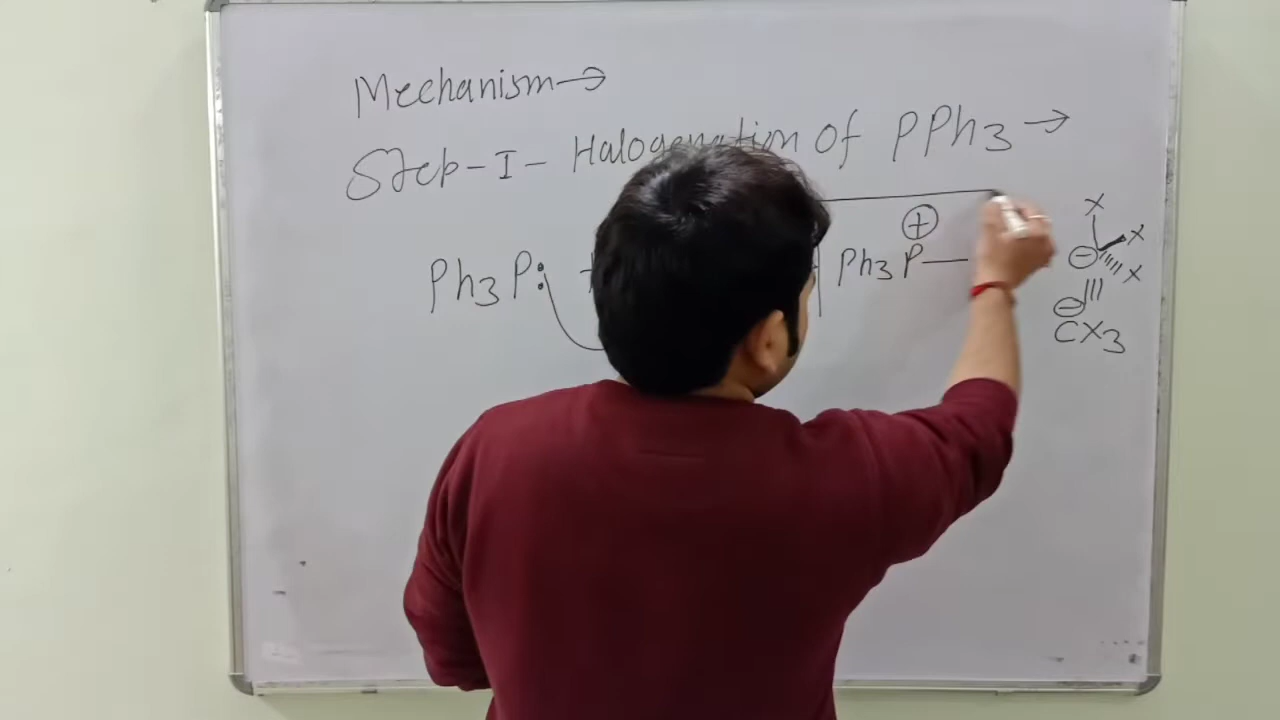 Mechanism →
Step-I - Halogenation of PPh3 →
Ph3P: + Ph3P⊕— ⊖ X X X
⊖
CX3